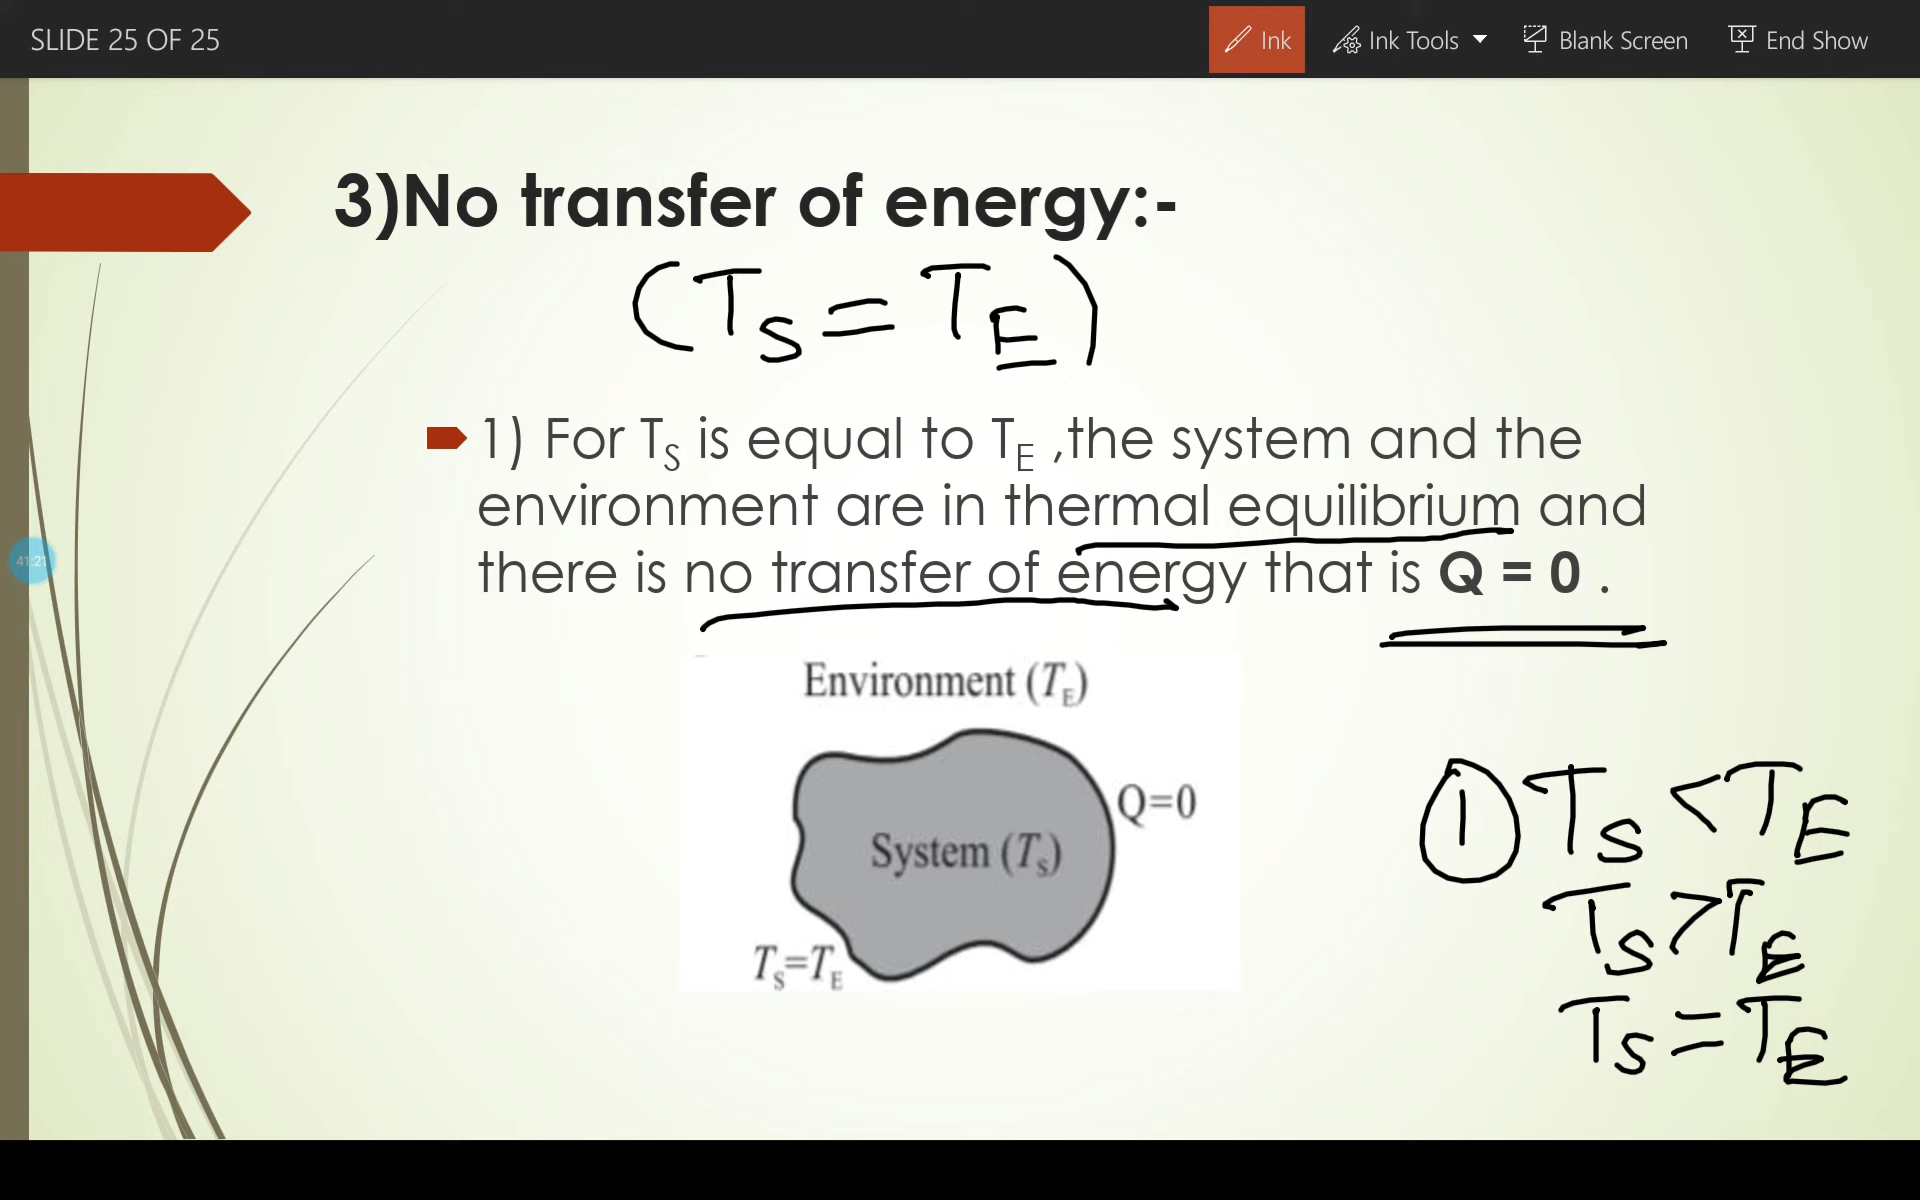 SLIDE 25 OF 25
Ink
Ink Tools
Blank Screen
End Show
3)No transfer of energy:-
(TS = TE)
1) For TS is equal to TE ,the system and the
environment are in thermal equilibrium and
there is no transfer of energy that is Q = 0 .
41:21
Environment (TE)
Q=0
System (Ts)
TS=TE
1 TS < TE
TS > TE
TS = TE